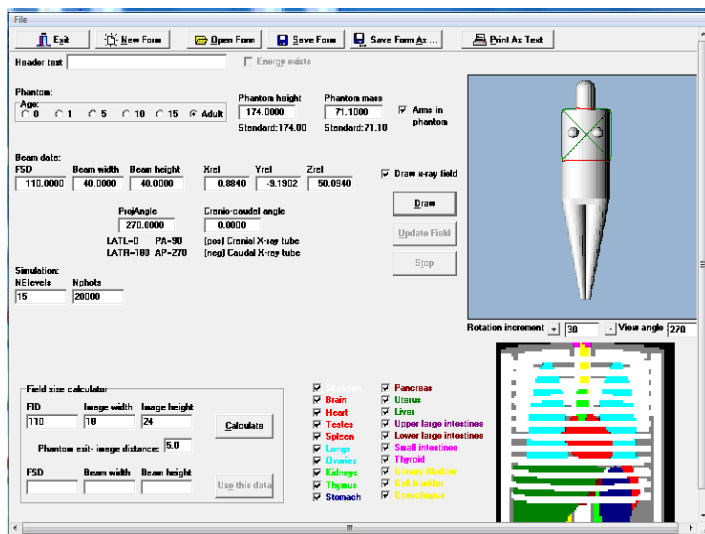 File
Exit New Form Open Form Save Form Save Form As ... Print As Text
Header text Energy exists
Phantom:
Age:
0 1 5 10 15 Adult
Phantom height Phantom mass
174.0000 71.1000
Standard:174.00 Standard:71.10
Arms in
phantom
Beam data:
FSD Beam width Beam height Xref Yref Zref
110.0000 40.0000 40.0000 0.8840 -9.1902 50.0940
Draw x-ray field
Draw
Update Field
Stop
ProjAngle Cranio-caudal angle
270.0000 0.0000
LATL=0 PA=90 (pos) Cranial X-ray tube
LATR=180 AP=270 (neg) Caudal X-ray tube
Simulation:
NElevels Nphots
15 20000
Rotation increment + 30 - View angle 270
Field size calculator
FID Image width Image height
110 18 24
Calculate
Phantom exit- image distance: 5.0
FSD Beam width Beam height
Use this data
Skeleton
Brain
Heart
Testes
Spleen
Lungs
Ovaries
Kidneys
Thymus
Stomach
Pancreas
Uterus
Liver
Upper large intestines
Lower large intestines
Small intestines
Thyroid
Urinary Bladder
Gall bladder
Oesophagus